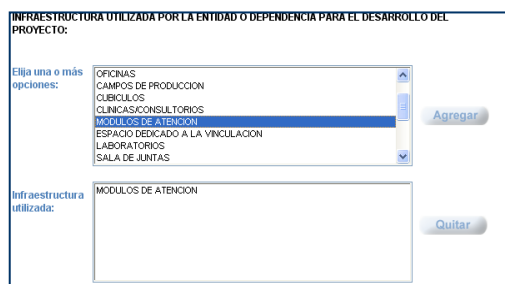 INFRAESTRUCTURA UTILIZADA POR LA ENTIDAD O DEPENDENCIA PARA EL DESARROLLO DEL
PROYECTO:
Elija una o más
opciones:
OFICINAS
CAMPOS DE PRODUCCION
CUBICULOS
CLINICAS/CONSULTORIOS
MODULOS DE ATENCION
ESPACIO DEDICADO A LA VINCULACION
LABORATORIOS
SALA DE JUNTAS
Agregar
Infraestructura
utilizada:
MODULOS DE ATENCION
Quitar